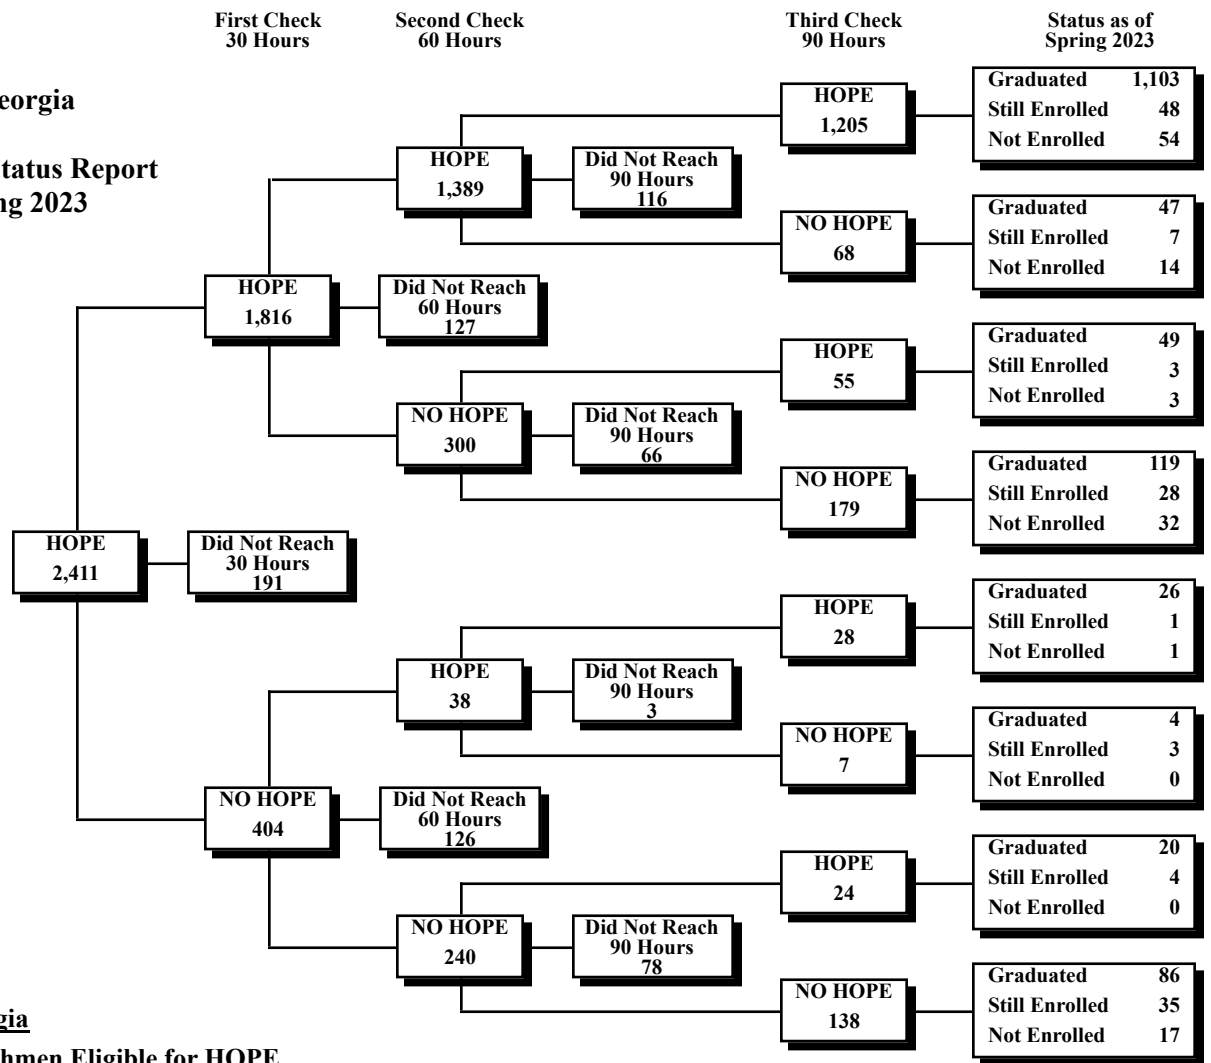 First Check
30 Hours
Second Check
60 Hours
Third Check
90 Hours
Status as of
Spring 2023
eorgia
tatus Report
ng 2023
HOPE
2,411
Did Not Reach
30 Hours
191
HOPE
1,816
Did Not Reach
60 Hours
127
NO HOPE
404
Did Not Reach
60 Hours
126
HOPE
1,389
Did Not Reach
90 Hours
116
NO HOPE
300
Did Not Reach
90 Hours
66
HOPE
38
Did Not Reach
90 Hours
3
NO HOPE
240
Did Not Reach
90 Hours
78
HOPE
1,205
Graduated 1,103
Still Enrolled 48
Not Enrolled 54
NO HOPE
68
Graduated 47
Still Enrolled 7
Not Enrolled 14
HOPE
55
Graduated 49
Still Enrolled 3
Not Enrolled 3
NO HOPE
179
Graduated 119
Still Enrolled 28
Not Enrolled 32
HOPE
28
Graduated 26
Still Enrolled 1
Not Enrolled 1
NO HOPE
7
Graduated 4
Still Enrolled 3
Not Enrolled 0
HOPE
24
Graduated 20
Still Enrolled 4
Not Enrolled 0
NO HOPE
138
Graduated 86
Still Enrolled 35
Not Enrolled 17
gia
hmen Eligible for HOPE